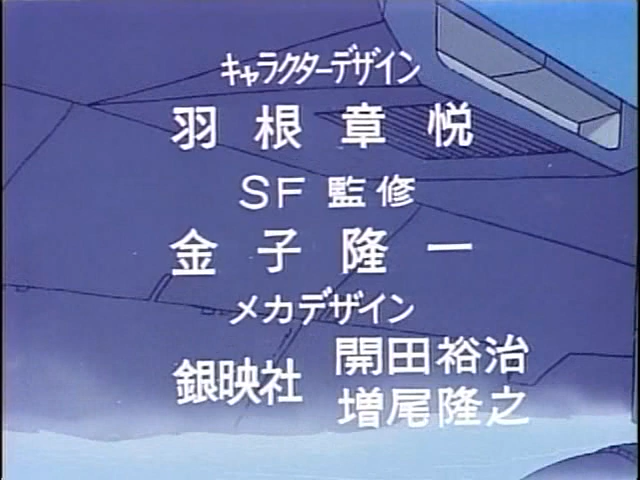 キャラクターデザイン
羽根章悦
SF監修
金子隆一
メカデザイン
銀映社 開田裕治
増尾隆之